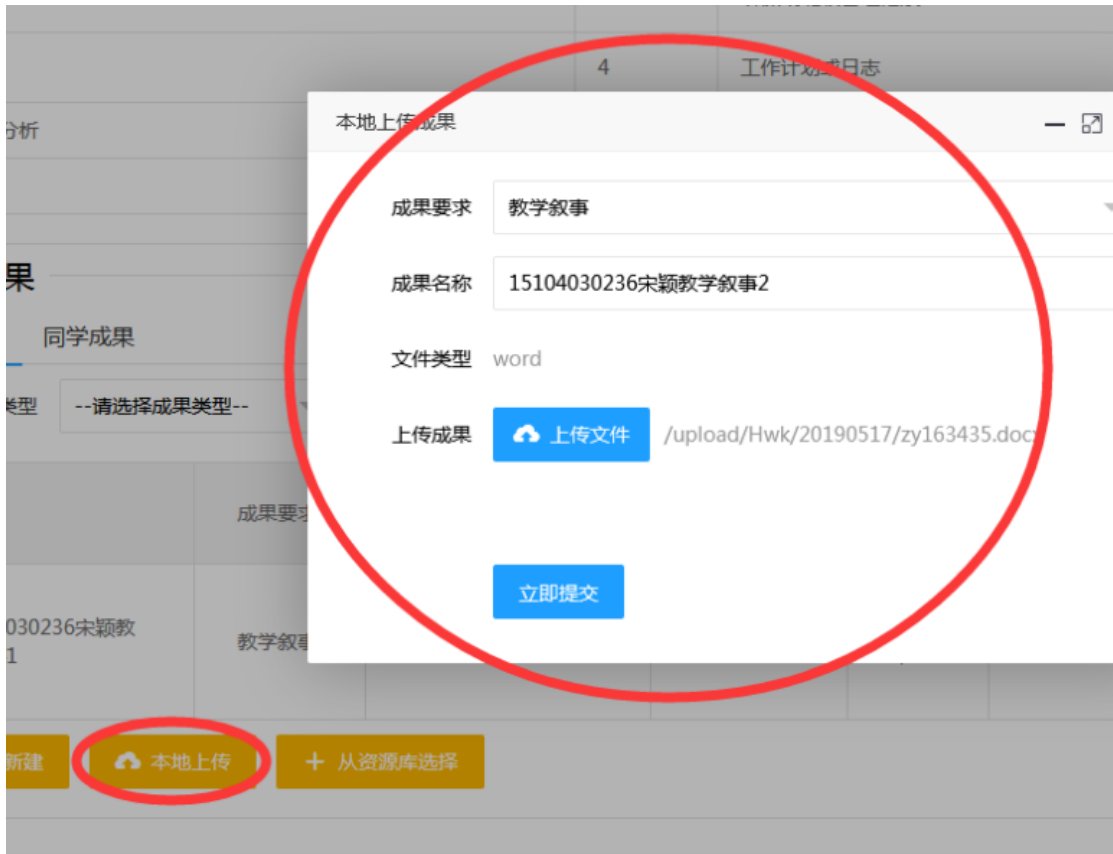 4 工作计划或日志
分析
本地上传成果
成果要求 教学叙事
成果名称 15104030236宋颖教学叙事2
果
同学成果
文件类型 word
类型 --请选择成果类型--
上传成果 上传文件 /upload/Hwk/20190517/zy163435.docx
成果要求
立即提交
030236宋颖教
1
教学叙事
新建 本地上传 + 从资源库选择